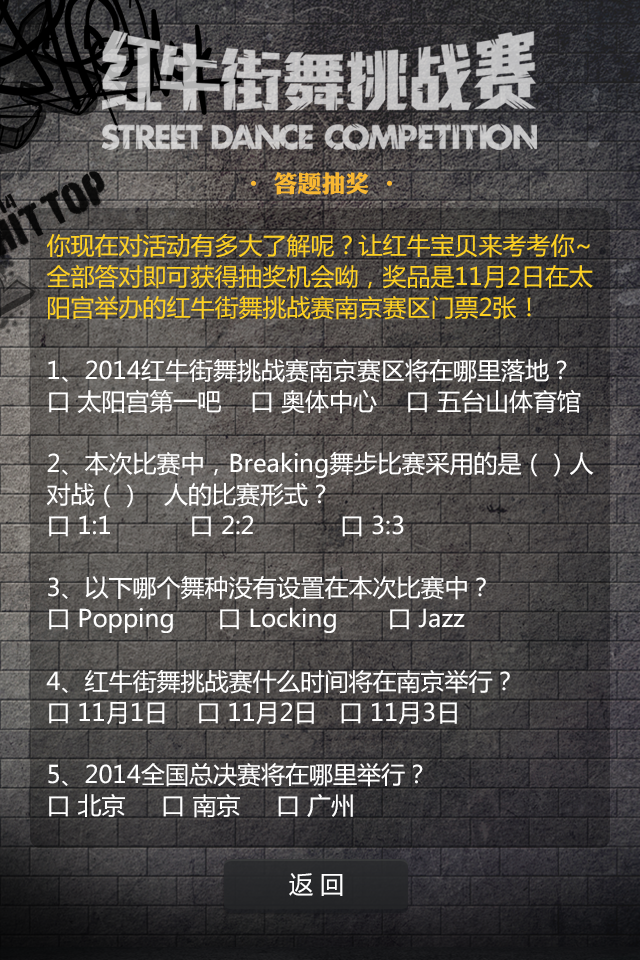 红牛街舞挑战赛
STREET DANCE COMPETITION
· 答题抽奖 ·
HIT TOP
你现在对活动有多大了解呢？让红牛宝贝来考考你~
全部答对即可获得抽奖机会呦，奖品是11月2日在太
阳宫举办的红牛街舞挑战赛南京赛区门票2张！
1、2014红牛街舞挑战赛南京赛区将在哪里落地？
口 太阳宫第一吧 口 奥体中心 口 五台山体育馆
2、本次比赛中，Breaking舞步比赛采用的是（ ）人
对战（ ） 人的比赛形式？
口 1:1 口 2:2 口 3:3
3、以下哪个舞种没有设置在本次比赛中？
口 Popping 口 Locking 口 Jazz
4、红牛街舞挑战赛什么时间将在南京举行？
口 11月1日 口 11月2日 口 11月3日
5、2014全国总决赛将在哪里举行？
口 北京 口 南京 口 广州
返 回